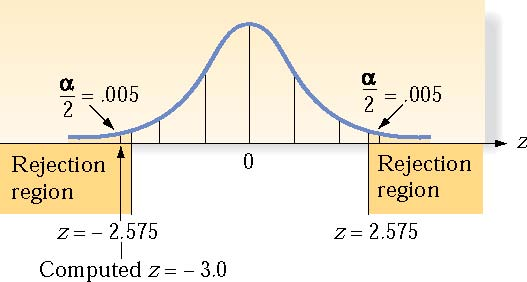 α/2 = .005
α/2 = .005
z
0
Rejection region
Rejection region
z = – 2.575
z = 2.575
Computed z = – 3.0